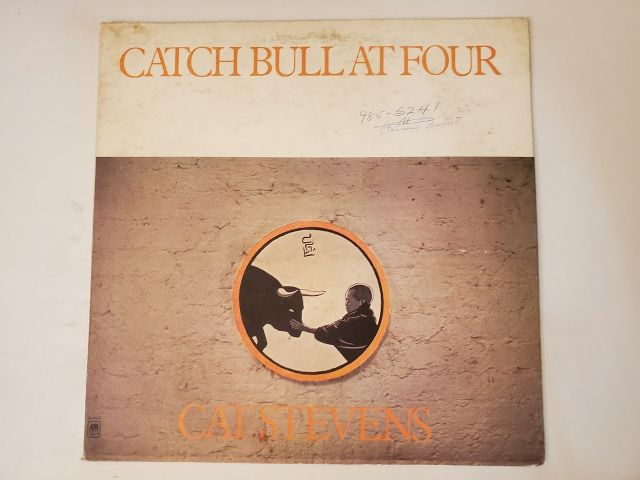 CATCH BULL AT FOUR
985-5241
CAT STEVENS
A&M